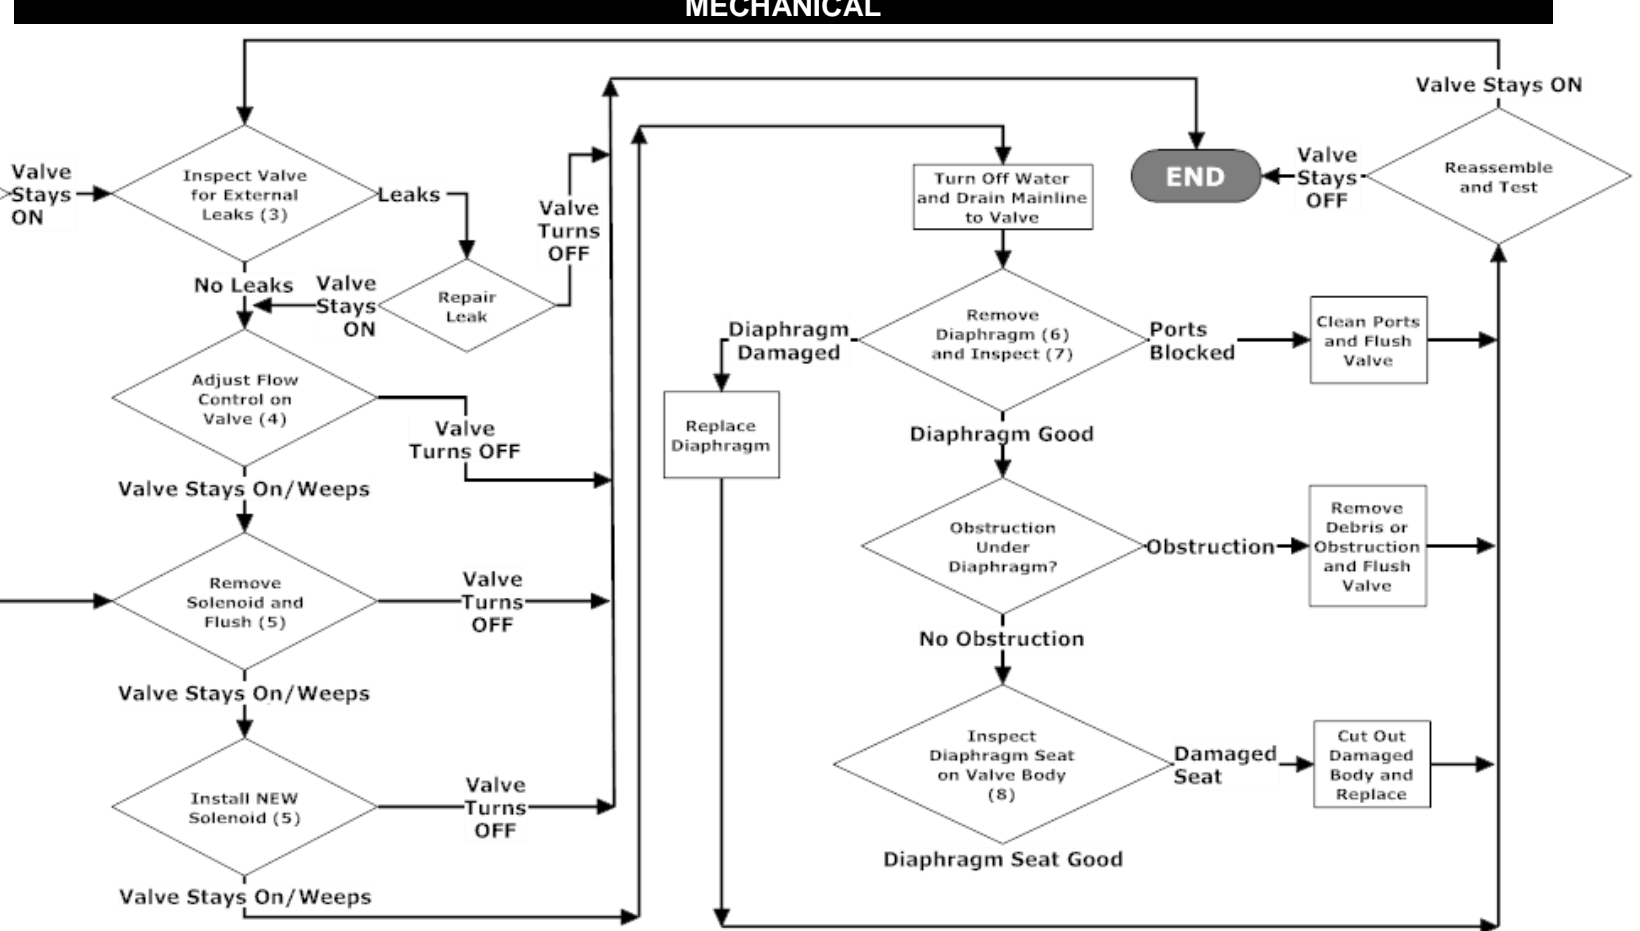 MECHANICAL
Valve
Stays
ON
Inspect Valve
for External
Leaks (3)
Leaks
No Leaks
Valve
Stays
ON
Repair
Leak
Valve
Turns
OFF
Adjust Flow
Control on
Valve (4)
Valve
Turns OFF
Valve Stays On/Weeps
Remove
Solenoid and
Flush (5)
Valve
Turns
OFF
Valve Stays On/Weeps
Install NEW
Solenoid (5)
Valve
Turns
OFF
Valve Stays On/Weeps
Turn Off Water
and Drain Mainline
to Valve
Remove
Diaphragm (6)
and Inspect (7)
Diaphragm
Damaged
Replace
Diaphragm
Ports
Blocked
Clean Ports
and Flush
Valve
Diaphragm Good
Obstruction
Under
Diaphragm?
Obstruction
Remove
Debris or
Obstruction
and Flush
Valve
No Obstruction
Inspect
Diaphragm Seat
on Valve Body
(8)
Damaged
Seat
Cut Out
Damaged
Body and
Replace
Diaphragm Seat Good
END
Valve
Stays
OFF
Reassemble
and Test
Valve Stays ON